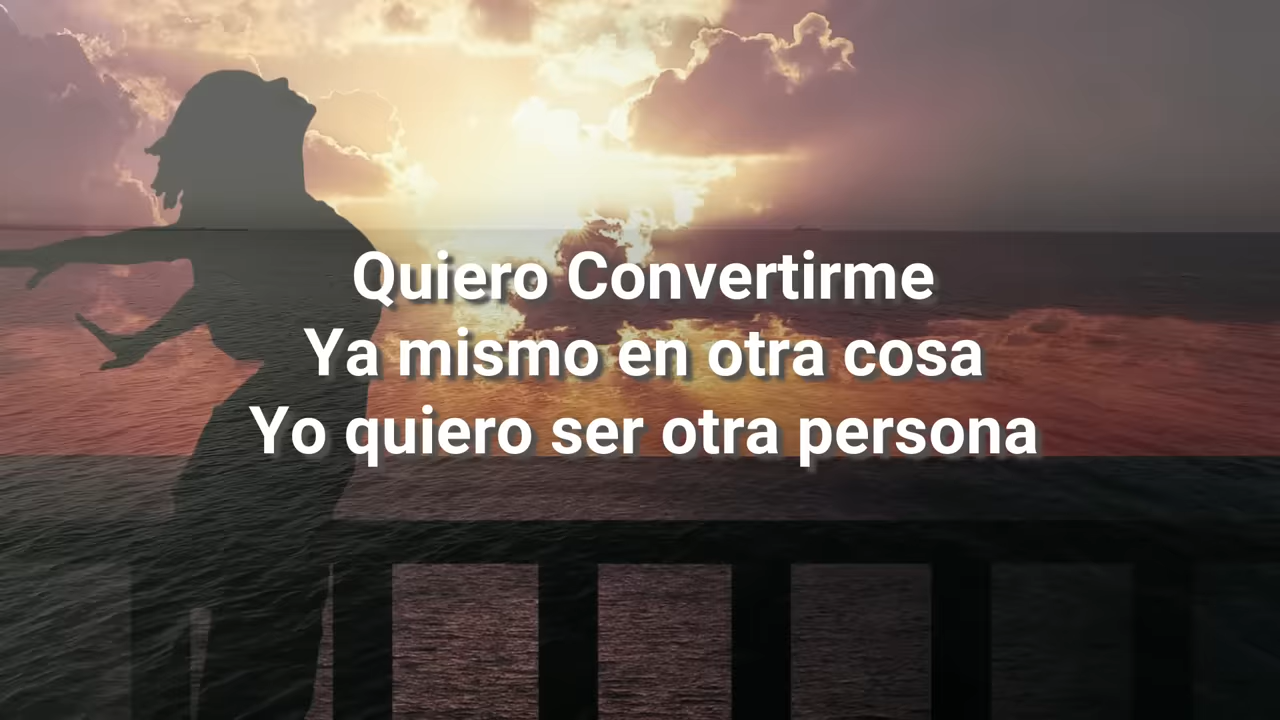 Quiero Convertirme
Ya mismo en otra cosa
Yo quiero ser otra persona